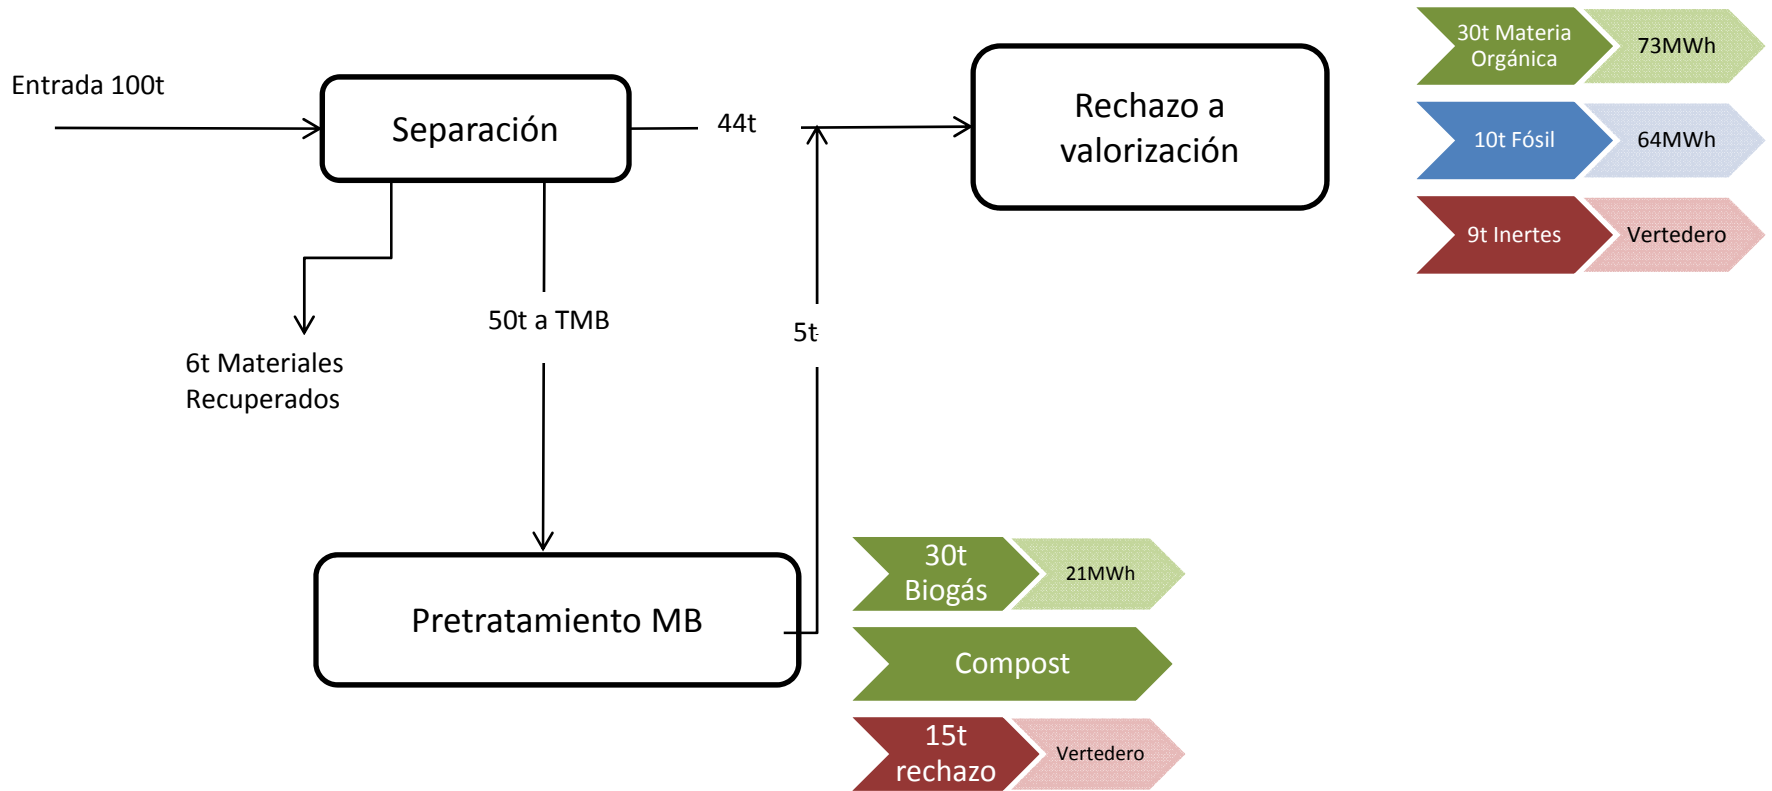 Entrada 100t
Separación
44t
Rechazo a
valorización
30t Materia
Orgánica
73MWh
10t Fósil
64MWh
9t Inertes
Vertedero
50t a TMB
5t
6t Materiales
Recuperados
Pretratamiento MB
30t
Biogás
21MWh
Compost
15t
rechazo
Vertedero